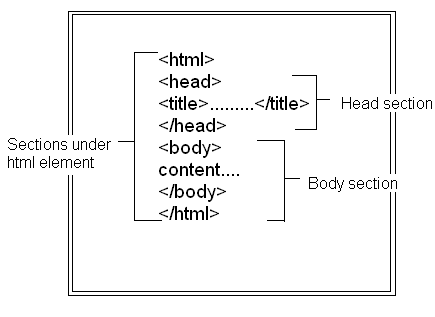 <html>
<head>
<title>.........</title>
Head section
</head>
Sections under
html element
<body>
content....
Body section
</body>
</html>